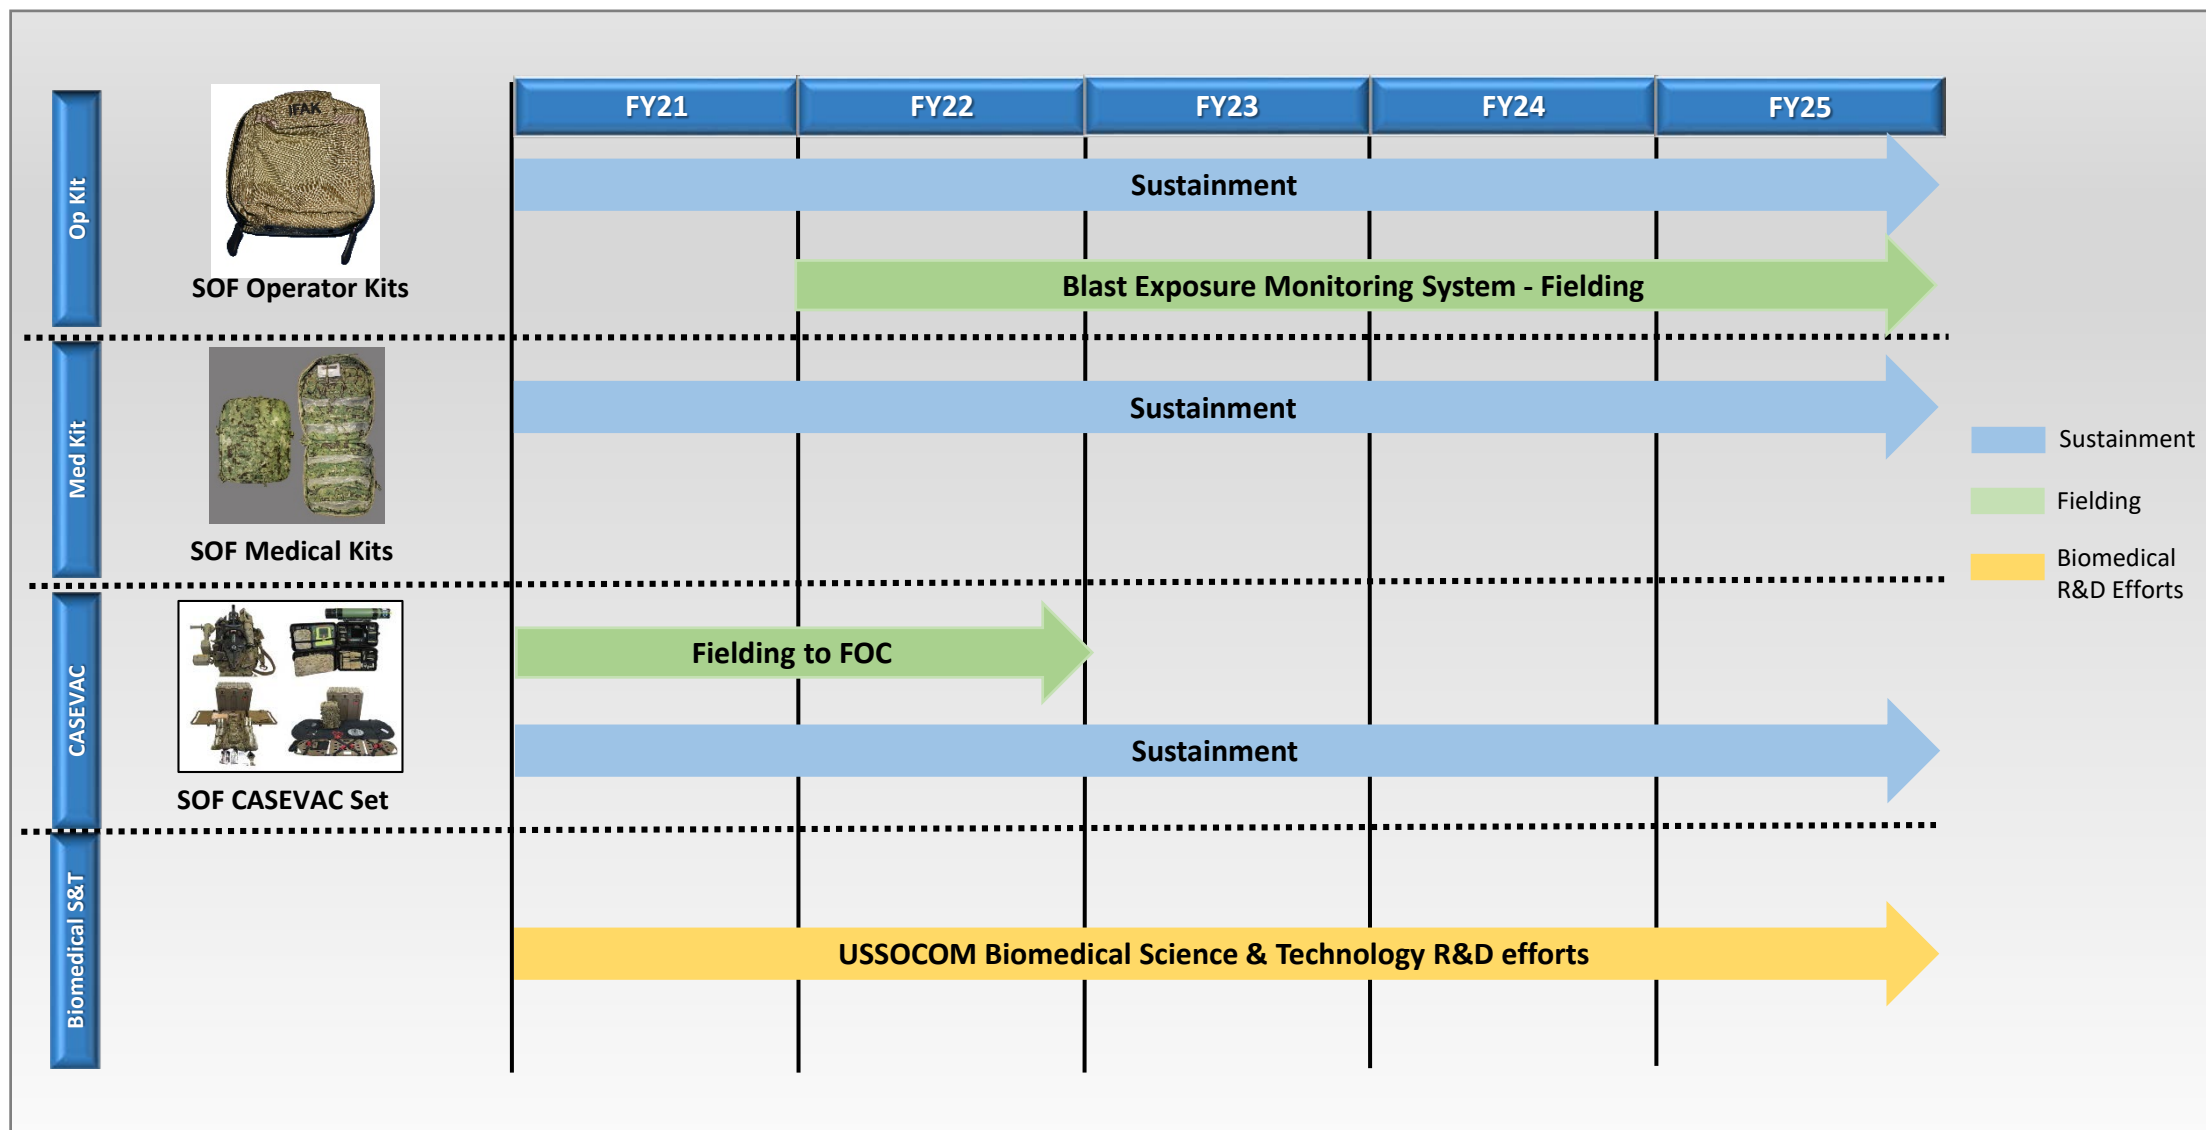 FY21 FY22 FY23 FY24 FY25
Op KIt
IFAK
SOF Operator Kits
Sustainment
Blast Exposure Monitoring System - Fielding
Med Kit
SOF Medical Kits
Sustainment
CASEVAC
SOF CASEVAC Set
Fielding to FOC
Sustainment
Biomedical S&T
USSOCOM Biomedical Science & Technology R&D efforts
Sustainment
Fielding
Biomedical
R&D Efforts